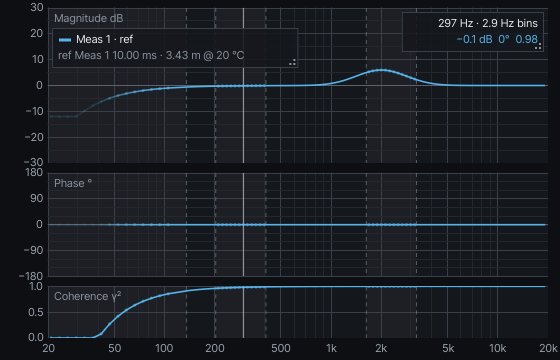 30
Magnitude dB
297 Hz · 2.9 Hz bins
−0.1 dB 0° 0.98
Meas 1 · ref
ref Meas 1 10.00 ms · 3.43 m @ 20 °C
20
10
0
−10
−20
−30
180
Phase °
90
0
−90
−180
1.0
Coherence γ²
0.5
0.0
20 50 100 200 500 1k 2k 5k 10k 20k